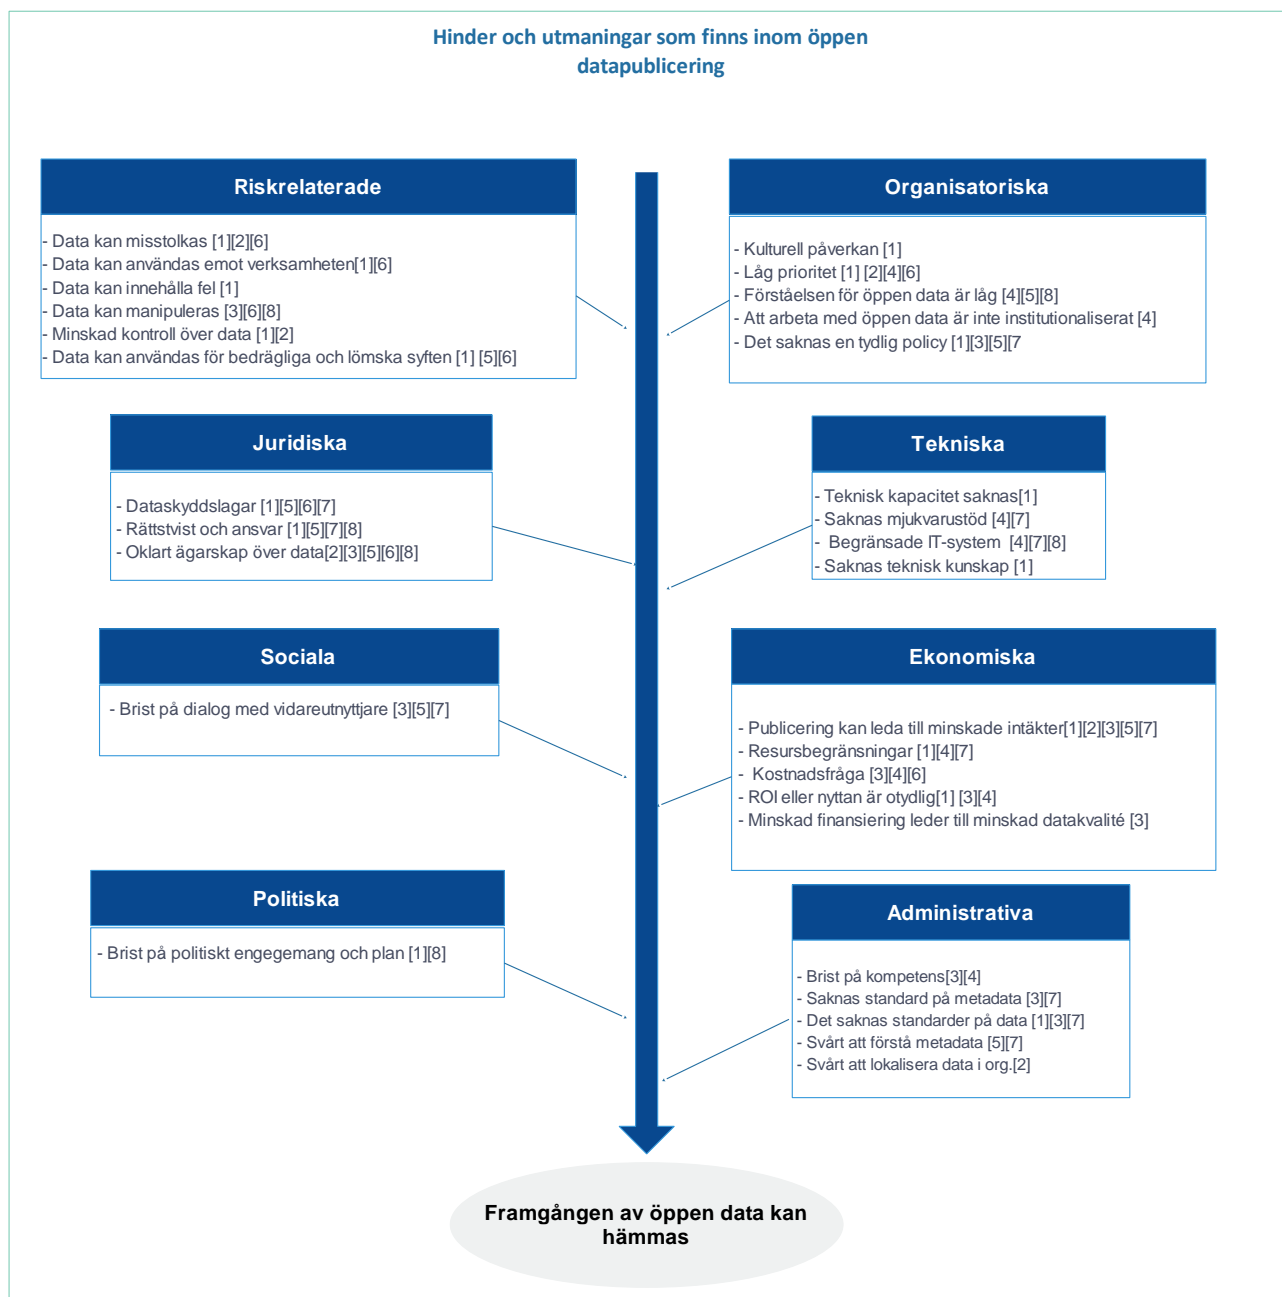 Hinder och utmaningar som finns inom öppen
datapublicering
Riskrelaterade
- Data kan misstolkas [1][2][6]
- Data kan användas emot verksamheten[1][6]
- Data kan innehålla fel [1]
- Data kan manipuleras [3][6][8]
- Minskad kontroll över data [1][2]
- Data kan användas för bedrägliga och lömska syften [1] [5][6]
Organisatoriska
- Kulturell påverkan [1]
- Låg prioritet [1] [2][4][6]
- Förståelsen för öppen data är låg [4][5][8]
- Att arbeta med öppen data är inte institutionaliserat [4]
- Det saknas en tydlig policy [1][3][5][7
Juridiska
- Dataskyddslagar [1][5][6][7]
- Rättstvist och ansvar [1][5][7][8]
- Oklart ägarskap över data[2][3][5][6][8]
Tekniska
- Teknisk kapacitet saknas[1]
- Saknas mjukvarustöd [4][7]
- Begränsade IT-system [4][7][8]
- Saknas teknisk kunskap [1]
Sociala
- Brist på dialog med vidareutnyttjare [3][5][7]
Ekonomiska
- Publicering kan leda till minskade intäkter[1][2][3][5][7]
- Resursbegränsningar [1][4][7]
- Kostnadsfråga [3][4][6]
- ROI eller nyttan är otydlig[1] [3][4]
- Minskad finansiering leder till minskad datakvalité [3]
Politiska
- Brist på politiskt engegemang och plan [1][8]
Administrativa
- Brist på kompetens[3][4]
- Saknas standard på metadata [3][7]
- Det saknas standarder på data [1][3][7]
- Svårt att förstå metadata [5][7]
- Svårt att lokalisera data i org.[2]
Framgången av öppen data kan
hämmas